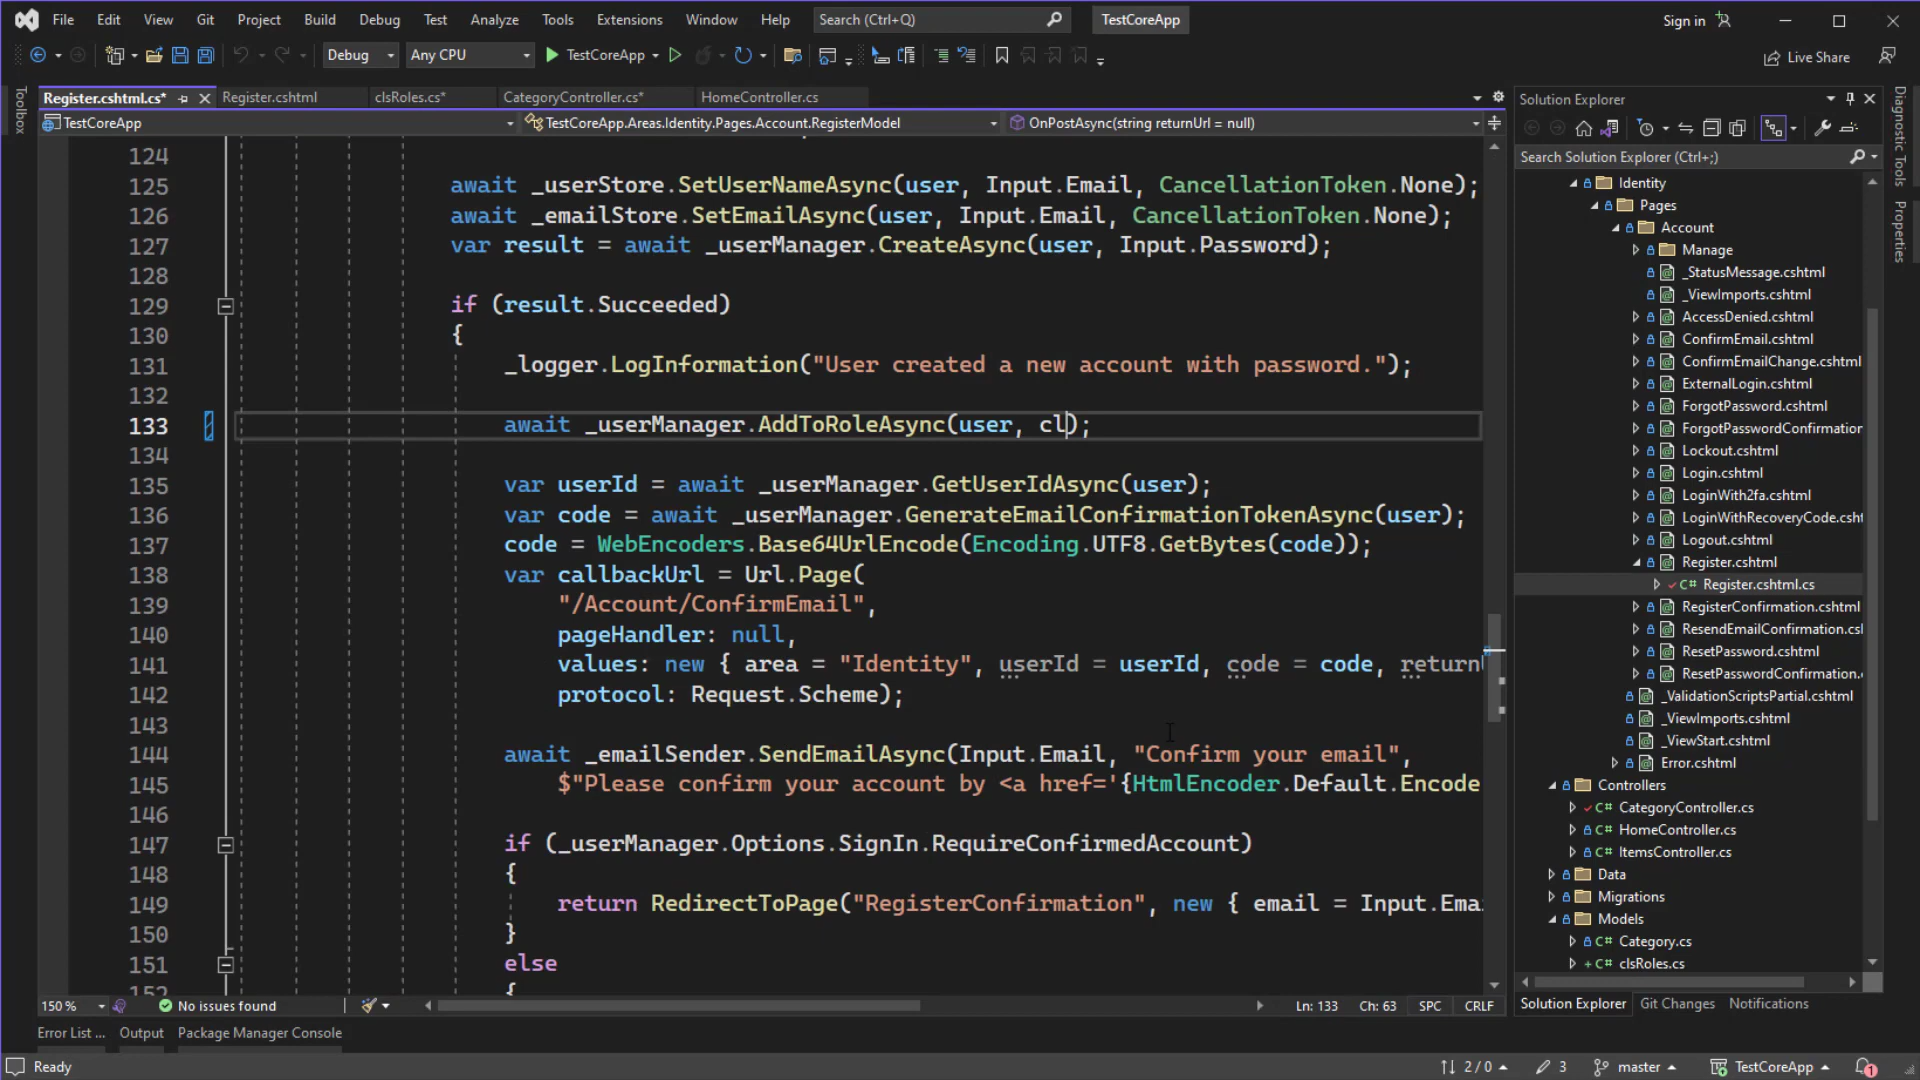 File Edit View Git Project Build Debug Test Analyze Tools Extensions Window Help Search (Ctrl+Q) TestCoreApp Sign in
Debug Any CPU TestCoreApp Live Share
Register.cshtml.cs* Register.cshtml clsRoles.cs* CategoryController.cs* HomeController.cs
TestCoreApp TestCoreApp.Areas.Identity.Pages.Account.RegisterModel OnPostAsync(string returnUrl = null)
Toolbox
124
125 await _userStore.SetUserNameAsync(user, Input.Email, CancellationToken.None);
126 await _emailStore.SetEmailAsync(user, Input.Email, CancellationToken.None);
127 var result = await _userManager.CreateAsync(user, Input.Password);
128
129 if (result.Succeeded)
130 {
131 _logger.LogInformation("User created a new account with password.");
132
133 await _userManager.AddToRoleAsync(user, cl);
134
135 var userId = await _userManager.GetUserIdAsync(user);
136 var code = await _userManager.GenerateEmailConfirmationTokenAsync(user);
137 code = WebEncoders.Base64UrlEncode(Encoding.UTF8.GetBytes(code));
138 var callbackUrl = Url.Page(
139 "/Account/ConfirmEmail",
140 pageHandler: null,
141 values: new { area = "Identity", userId = userId, code = code, return
142 protocol: Request.Scheme);
143
144 await _emailSender.SendEmailAsync(Input.Email, "Confirm your email",
145 $"Please confirm your account by <a href='{HtmlEncoder.Default.Encode
146
147 if (_userManager.Options.SignIn.RequireConfirmedAccount)
148 {
149 return RedirectToPage("RegisterConfirmation", new { email = Input.Ema
150 }
151 else
152 {
150 % No issues found Ln: 133 Ch: 63 SPC CRLF
Error List ... Output Package Manager Console
Solution Explorer
Search Solution Explorer (Ctrl+;)
Identity
Pages
Account
Manage
_StatusMessage.cshtml
_ViewImports.cshtml
AccessDenied.cshtml
ConfirmEmail.cshtml
ConfirmEmailChange.cshtml
ExternalLogin.cshtml
ForgotPassword.cshtml
ForgotPasswordConfirmation
Lockout.cshtml
Login.cshtml
LoginWith2fa.cshtml
LoginWithRecoveryCode.csht
Logout.cshtml
Register.cshtml
C# Register.cshtml.cs
RegisterConfirmation.cshtml
ResendEmailConfirmation.csl
ResetPassword.cshtml
ResetPasswordConfirmation.
_ValidationScriptsPartial.cshtml
_ViewImports.cshtml
_ViewStart.cshtml
Error.cshtml
Controllers
C# CategoryController.cs
C# HomeController.cs
C# ItemsController.cs
Data
Migrations
Models
C# Category.cs
C# clsRoles.cs
Solution Explorer Git Changes Notifications
Diagnostic Tools
Properties
Ready 2 / 0 3 master TestCoreApp 1